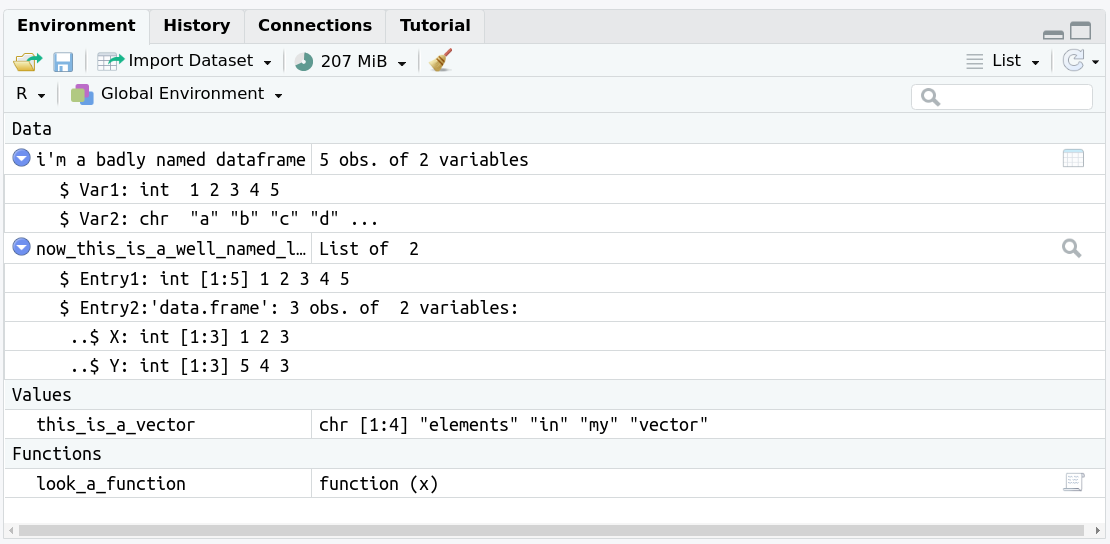 Environment History Connections Tutorial
Import Dataset 207 MiB List
R Global Environment
Data
i'm a badly named dataframe 5 obs. of 2 variables
$ Var1: int  1 2 3 4 5
$ Var2: chr  "a" "b" "c" "d" ...
now_this_is_a_well_named_l… List of  2
$ Entry1: int [1:5] 1 2 3 4 5
$ Entry2:'data.frame': 3 obs. of  2 variables:
..$ X: int [1:3] 1 2 3
..$ Y: int [1:3] 5 4 3
Values
this_is_a_vector chr [1:4] "elements" "in" "my" "vector"
Functions
look_a_function function (x)